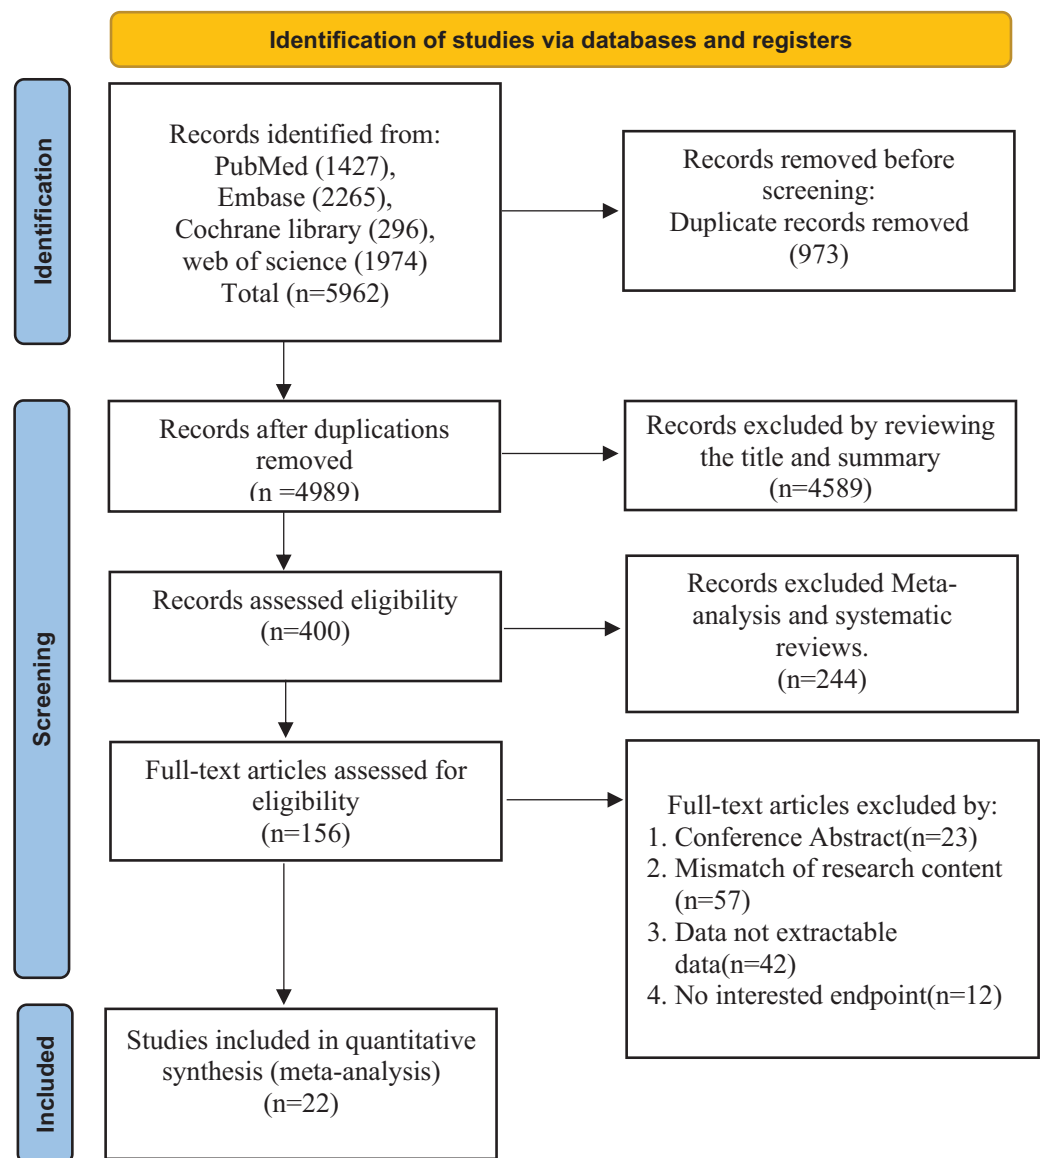 Identification of studies via databases and registers
Identification
Records identified from:
PubMed (1427),
Embase (2265),
Cochrane library (296),
web of science (1974)
Total (n=5962)
Records removed before
screening:
Duplicate records removed
(973)
Screening
Records after duplications
removed
(n =4989)
Records excluded by reviewing
the title and summary
(n=4589)
Records assessed eligibility
(n=400)
Records excluded Meta-
analysis and systematic
reviews.
(n=244)
Full-text articles assessed for
eligibility
(n=156)
Full-text articles excluded by:
1. Conference Abstract(n=23)
2. Mismatch of research content
(n=57)
3. Data not extractable
data(n=42)
4. No interested endpoint(n=12)
Included
Studies included in quantitative
synthesis (meta-analysis)
(n=22)